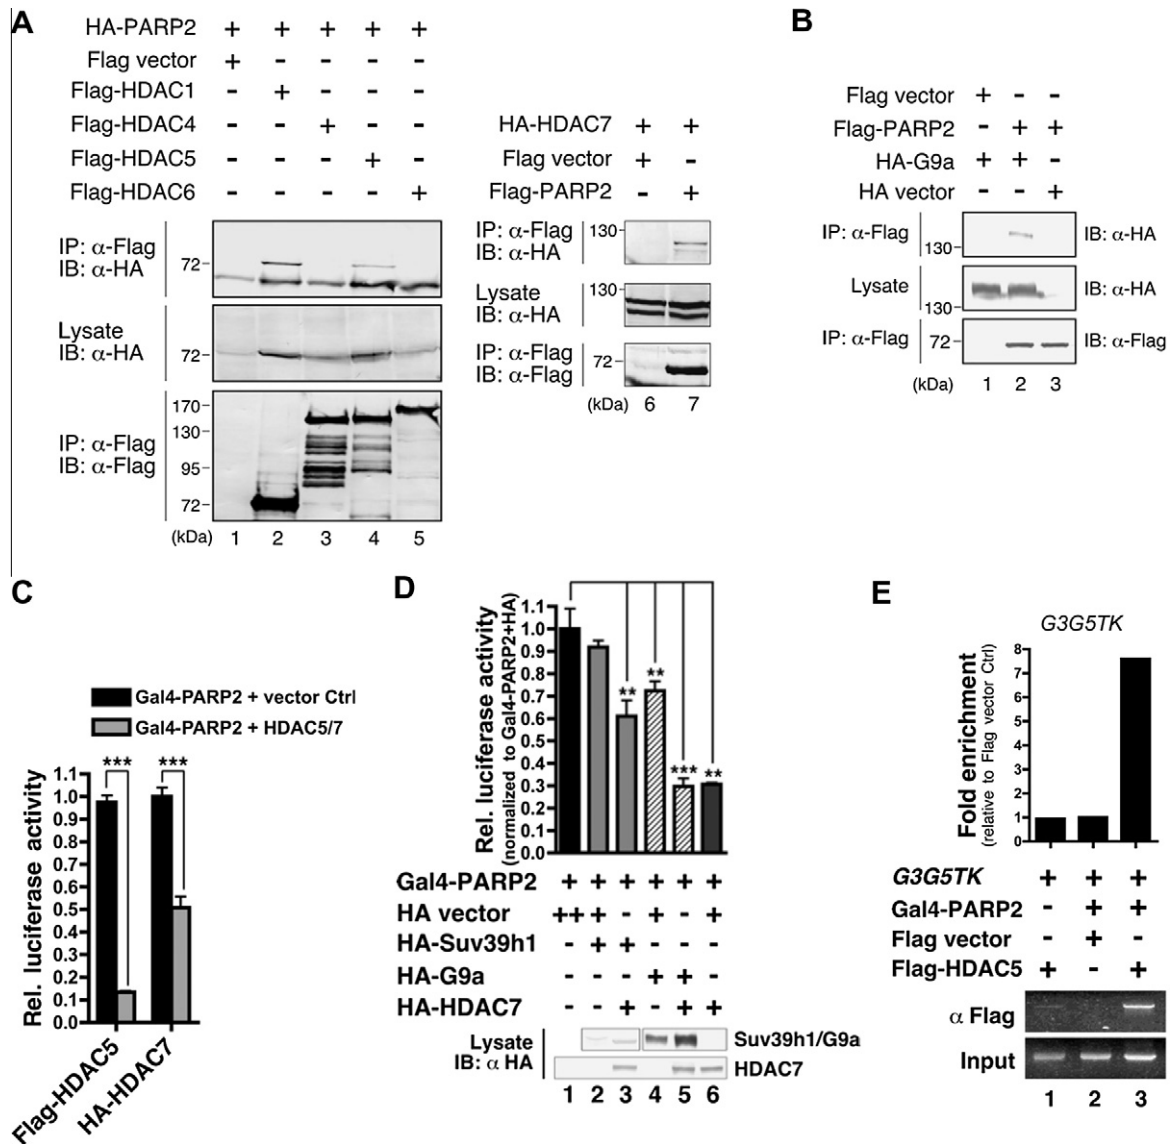 A
HA-PARP2 + + + + +
Flag vector + - - - -
Flag-HDAC1 - + - - -
Flag-HDAC4 - - + - -
Flag-HDAC5 - - - + -
Flag-HDAC6 - - - - +
IP: α-Flag
IB: α-HA
72
Lysate
IB: α-HA
72
IP: α-Flag
IB: α-Flag
170
130
95
72
(kDa) 1 2 3 4 5
HA-HDAC7 + +
Flag vector + -
Flag-PARP2 - +
IP: α-Flag
IB: α-HA
130
Lysate
IB: α-HA
130
IP: α-Flag
IB: α-Flag
72
(kDa) 6 7
B
Flag vector + - -
Flag-PARP2 - + +
HA-G9a + + -
HA vector - - +
IP: α-Flag 130 IB: α-HA
Lysate 130 IB: α-HA
IP: α-Flag 72 IB: α-Flag
(kDa) 1 2 3
C
Gal4-PARP2 + vector Ctrl
Gal4-PARP2 + HDAC5/7
Rel. luciferase activity
1.1
1.0
0.9
0.8
0.7
0.6
0.5
0.4
0.3
0.2
0.1
0.0
*** ***
Flag-HDAC5
HA-HDAC7
D
Rel. luciferase activity
(normalized to Gal4-PARP2+HA)
1.1
1.0
0.9
0.8
0.7
0.6
0.5
0.4
0.3
0.2
0.1
0.0
** ** *** **
Gal4-PARP2 + + + + + +
HA vector ++ + - + - +
HA-Suv39h1 - + + - - -
HA-G9a - - - + + -
HA-HDAC7 - - + - + +
Lysate
IB: α HA
Suv39h1/G9a
HDAC7
1 2 3 4 5 6
E
G3G5TK
Fold enrichment
(relative to Flag vector Ctrl)
8
7
6
5
4
3
2
1
0
G3G5TK + + +
Gal4-PARP2 - + +
Flag vector - + -
Flag-HDAC5 + - +
α Flag
Input
1 2 3